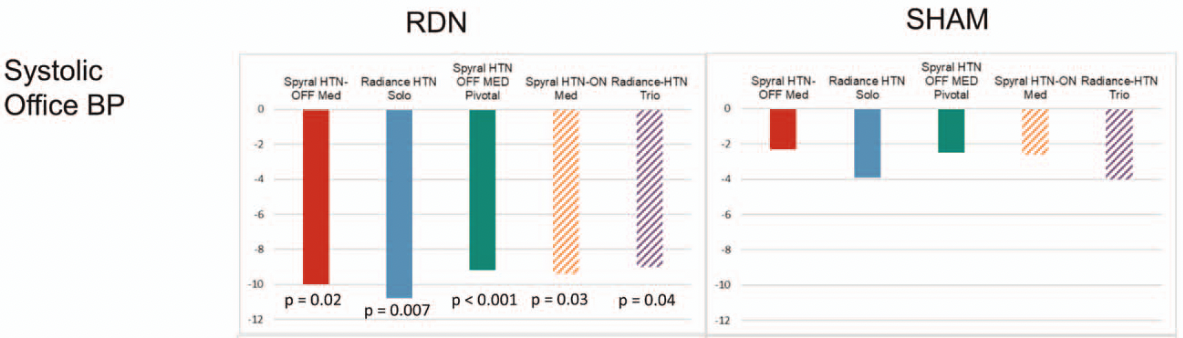 RDN
SHAM
Systolic
Office BP
Spyral HTN-
OFF Med
Radiance HTN
Solo
Spyral HTN
OFF MED
Pivotal
Spyral HTN-ON
Med
Radiance-HTN
Trio
0
-2
-4
-6
-8
-10
-12
p = 0.02
p = 0.007
p < 0.001
p = 0.03
p = 0.04
Spyral HTN-
OFF Med
Radiance HTN
Solo
Spyral HTN
OFF MED
Pivotal
Spyral HTN-ON
Med
Radiance-HTN
Trio
0
-2
-4
-6
-8
-10
-12